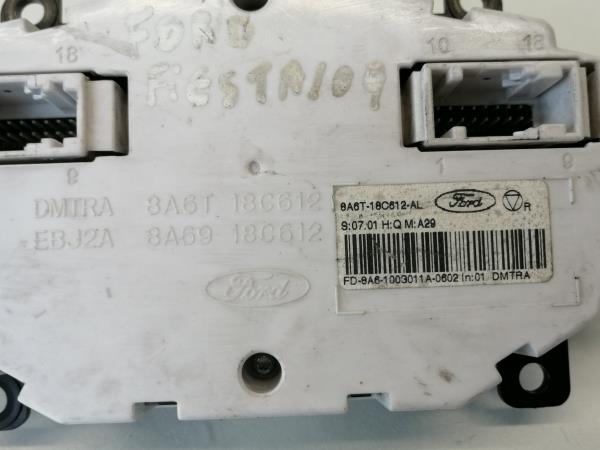 FORD
FiESTA/09
18
10 18
9
1 9
DMTRA 8A6T 18C612
EBJ2A 8A69 18C612
Ford
8A6T-18C612-AL Ford R
S:07.01 H:Q M:A29
FD-8A6-1003011A-0602 In:01 DMTRA